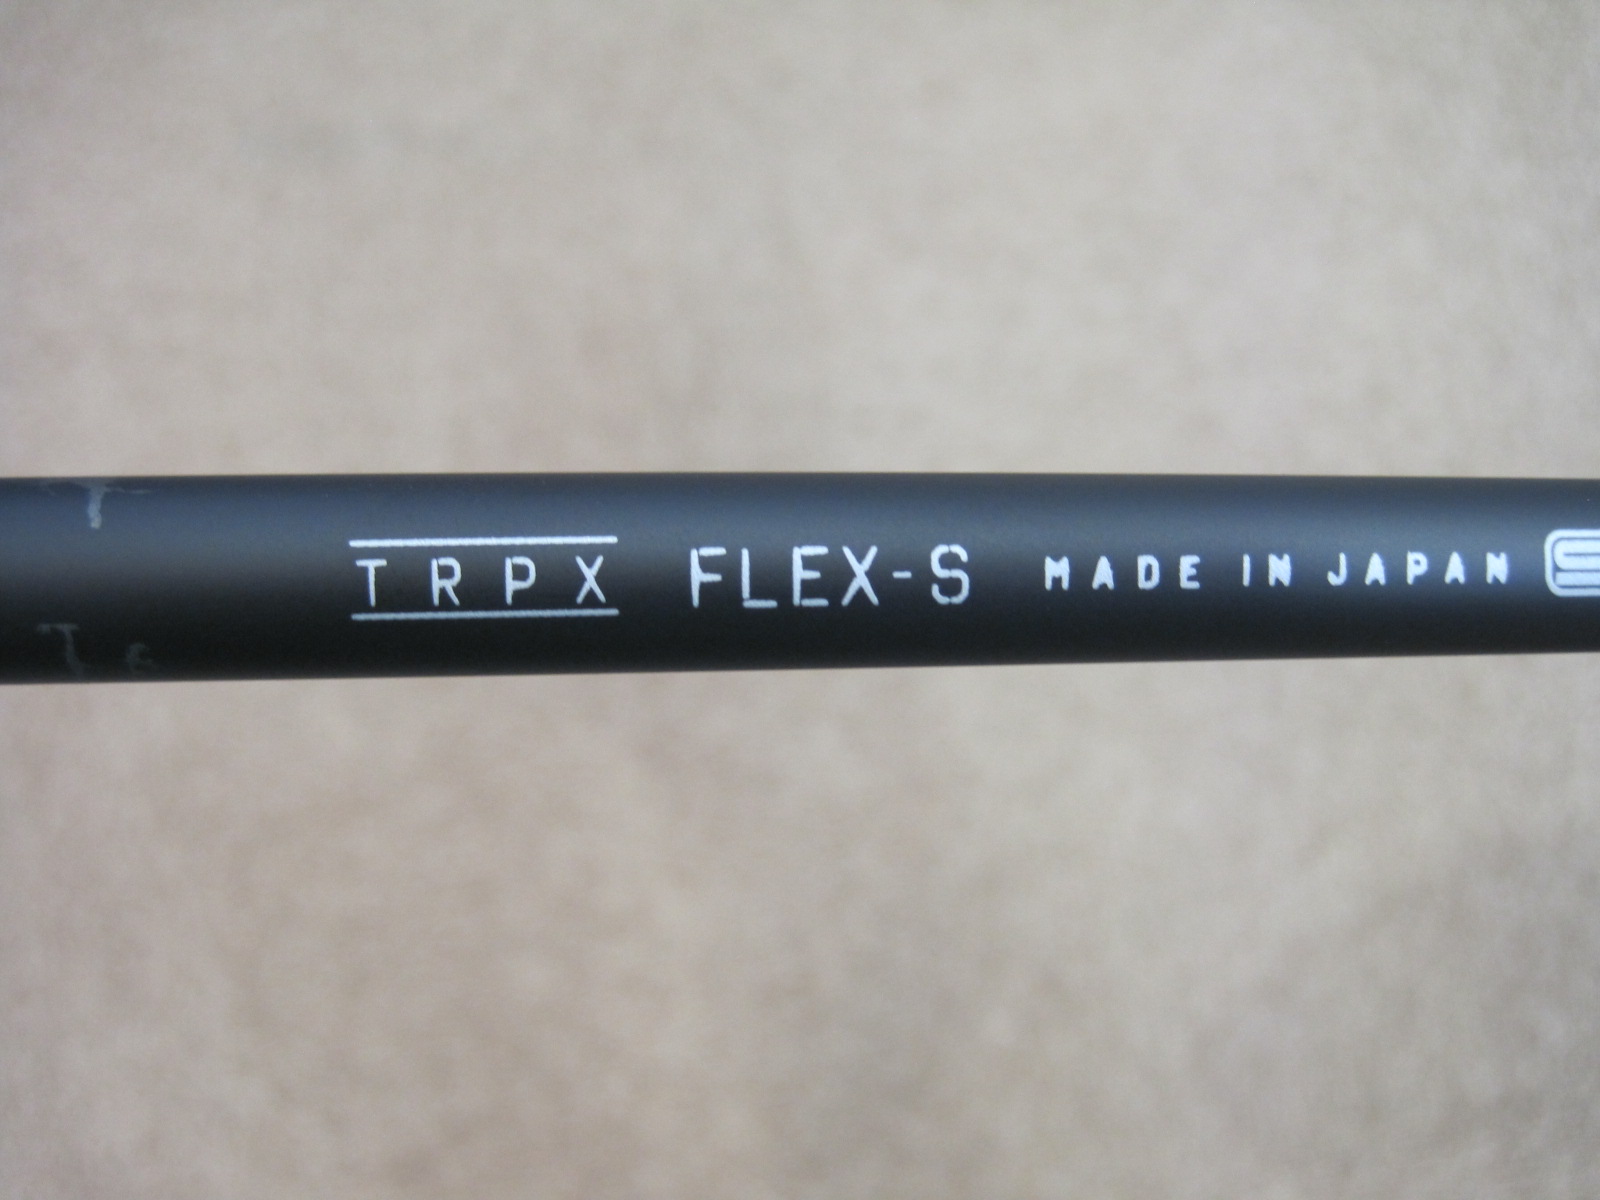 TRPX FLEX-S MADE IN JAPAN